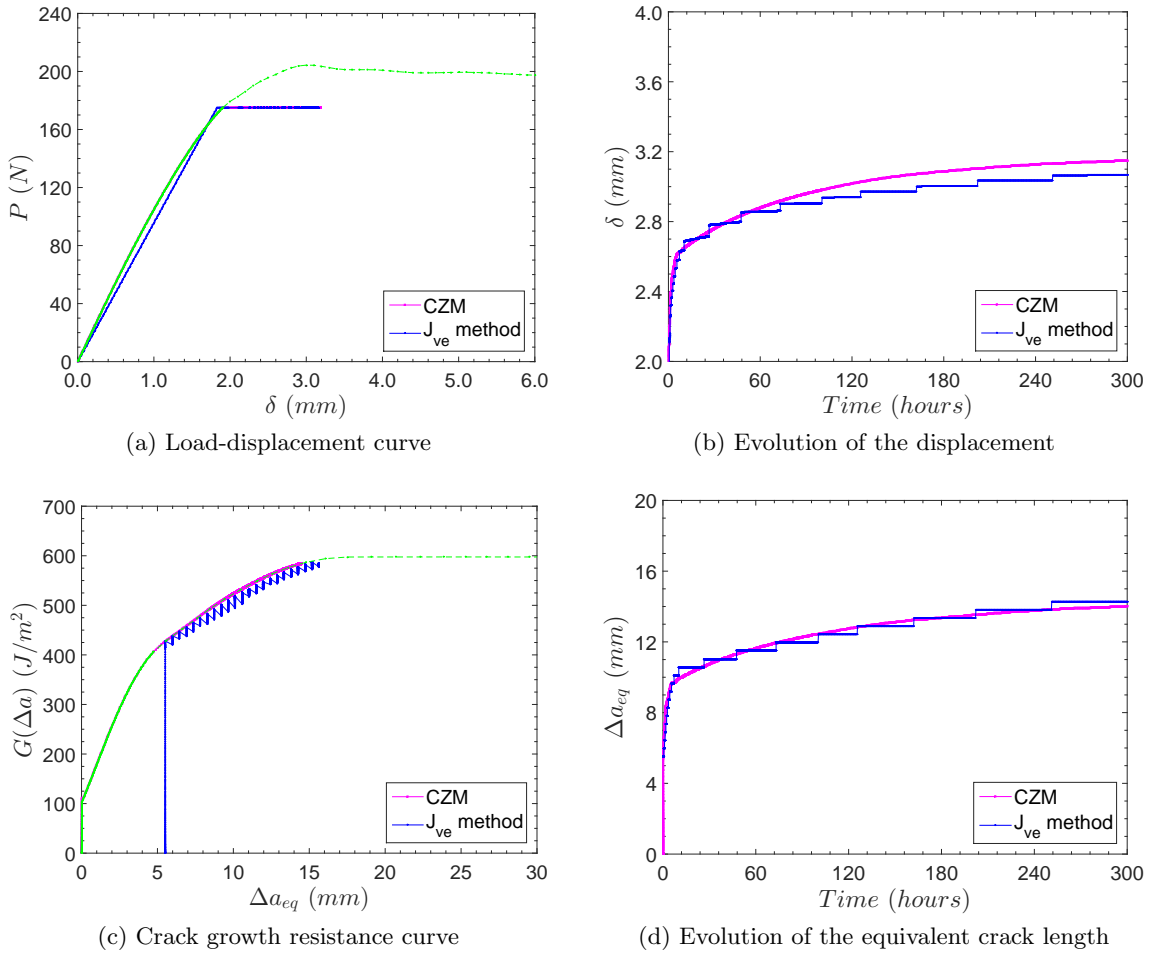 240
200
160
120
80
40
0
P (N)
0.0 1.0 2.0 3.0 4.0 5.0 6.0
δ (mm)
CZM
J_ve method
(a) Load-displacement curve
4.0
3.6
3.2
2.8
2.4
2.0
δ (mm)
0 60 120 180 240 300
Time (hours)
CZM
J_ve method
(b) Evolution of the displacement
700
600
500
400
300
200
100
0
G(Δa) (J/m²)
0 5 10 15 20 25 30
Δa_eq (mm)
CZM
J_ve method
(c) Crack growth resistance curve
20
16
12
8
4
0
Δa_eq (mm)
0 60 120 180 240 300
Time (hours)
CZM
J_ve method
(d) Evolution of the equivalent crack length